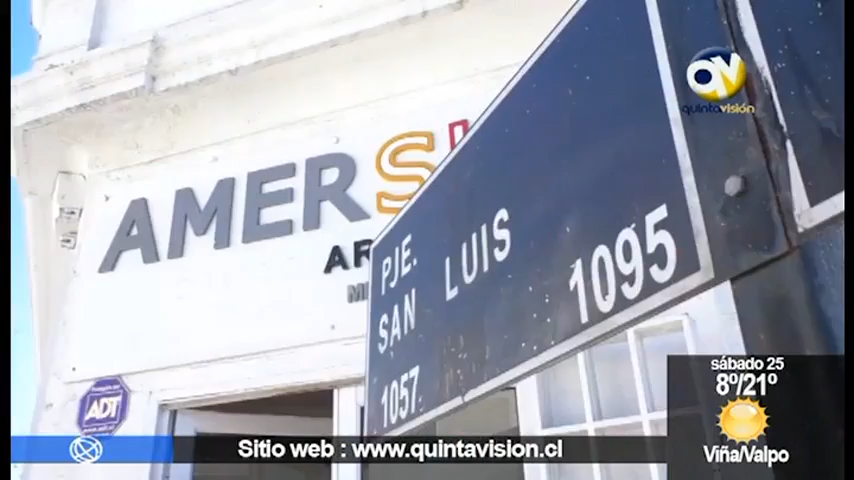 QV
quintavisión
AMERS
AR
PJE.
SAN LUIS
1057 1095
ADT
sábado 25
8º/21º
Viña/Valpo
Sitio web : www.quintavision.cl